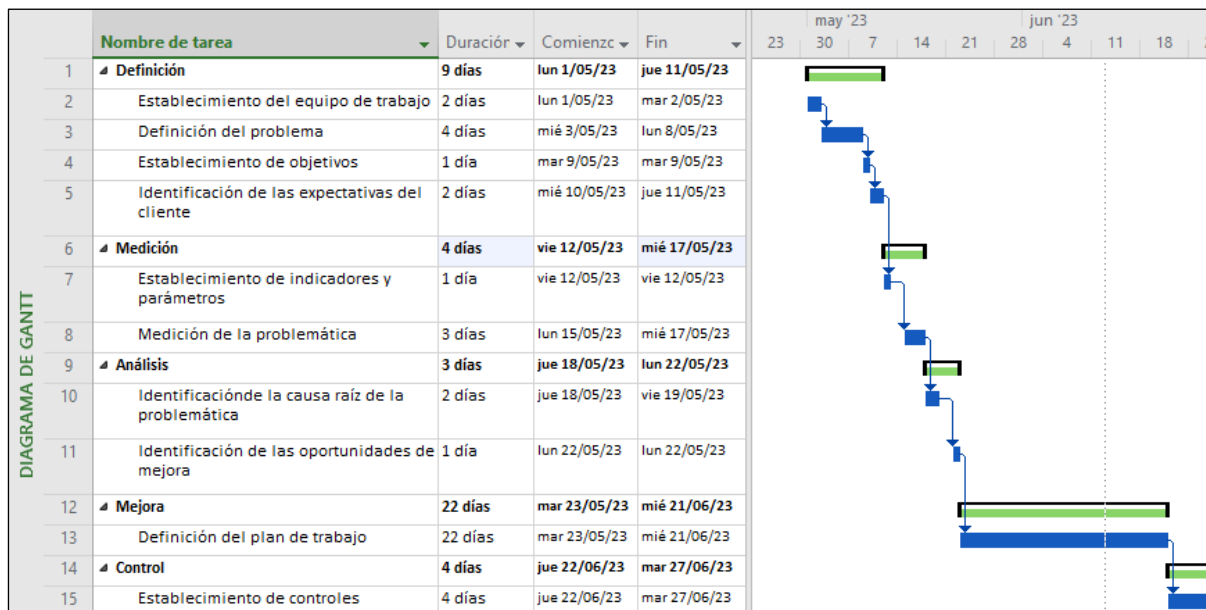 DIAGRAMA DE GANTT
may '23 jun '23
Nombre de tarea Duración Comienzo Fin 23 30 7 14 21 28 4 11 18
1 Definición 9 días lun 1/05/23 jue 11/05/23
2 Establecimiento del equipo de trabajo 2 días lun 1/05/23 mar 2/05/23
3 Definición del problema 4 días mié 3/05/23 lun 8/05/23
4 Establecimiento de objetivos 1 día mar 9/05/23 mar 9/05/23
5 Identificación de las expectativas del 2 días mié 10/05/23 jue 11/05/23
cliente
6 Medición 4 días vie 12/05/23 mié 17/05/23
7 Establecimiento de indicadores y 1 día vie 12/05/23 vie 12/05/23
parámetros
8 Medición de la problemática 3 días lun 15/05/23 mié 17/05/23
9 Análisis 3 días jue 18/05/23 lun 22/05/23
10 Identificaciónde la causa raíz de la 2 días jue 18/05/23 vie 19/05/23
problemática
11 Identificación de las oportunidades de 1 día lun 22/05/23 lun 22/05/23
mejora
12 Mejora 22 días mar 23/05/23 mié 21/06/23
13 Definición del plan de trabajo 22 días mar 23/05/23 mié 21/06/23
14 Control 4 días jue 22/06/23 mar 27/06/23
15 Establecimiento de controles 4 días jue 22/06/23 mar 27/06/23